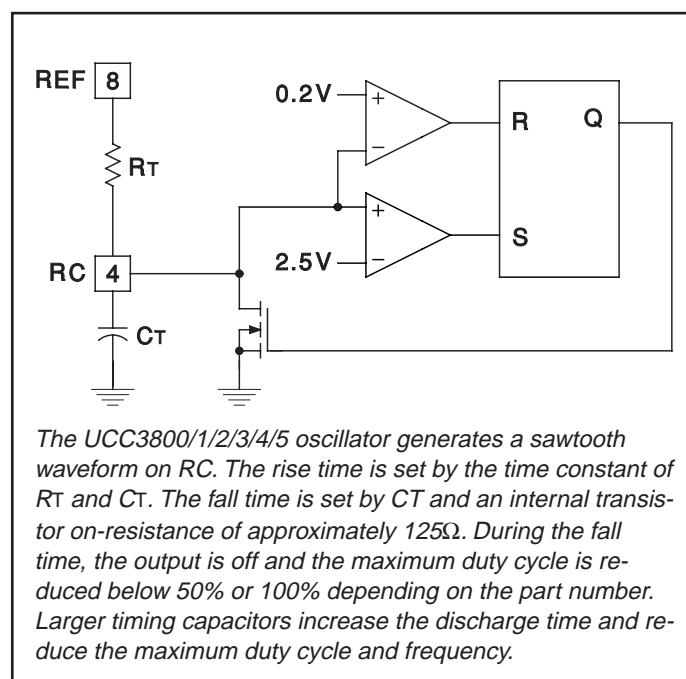 REF 8
0.2V
+
R
Q
−
RT
+
S
RC 4
2.5V
−
CT
The UCC3800/1/2/3/4/5 oscillator generates a sawtooth
waveform on RC. The rise time is set by the time constant of
RT and CT. The fall time is set by CT and an internal transis-
tor on-resistance of approximately 125Ω. During the fall
time, the output is off and the maximum duty cycle is re-
duced below 50% or 100% depending on the part number.
Larger timing capacitors increase the discharge time and re-
duce the maximum duty cycle and frequency.